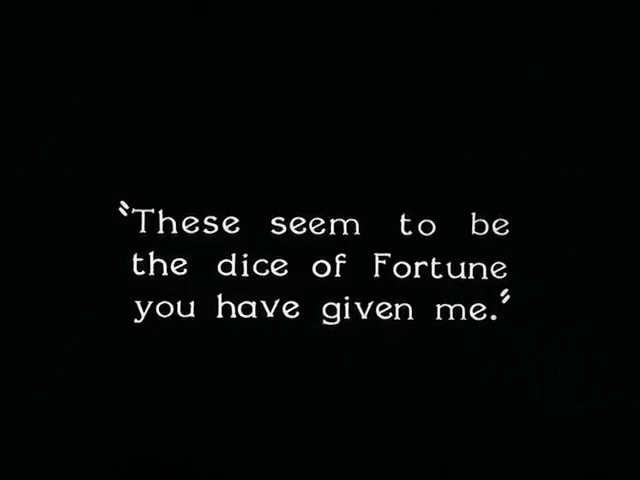 "These seem to be
the dice of Fortune
you have given me."